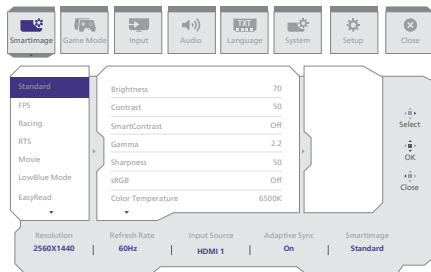 SmartImage
Game Mode
Input
Audio
TXT
Language
System
Setup
Close
Standard
FPS
Racing
RTS
Movie
LowBlue Mode
EasyRead
Brightness 70
Contrast 50
SmartContrast Off
Gamma 2.2
Sharpness 50
sRGB Off
Color Temperature 6500K
Select
OK
Close
Resolution Refresh Rate Input Source Adaptive Sync SmartImage
2560X1440 | 60Hz | HDMI 1 | On | Standard